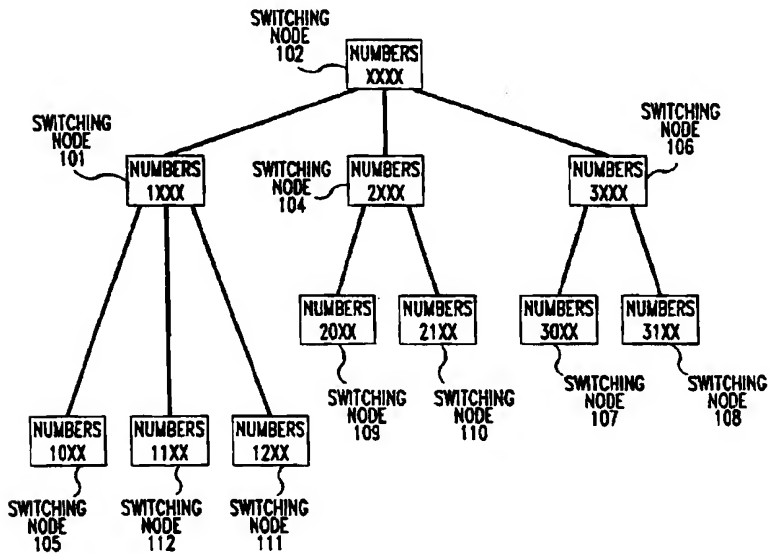 SWITCHING
NODE
102
NUMBERS
XXXX
SWITCHING
NODE
101
NUMBERS
1XXX
SWITCHING
NODE
104
NUMBERS
2XXX
SWITCHING
NODE
106
NUMBERS
3XXX
NUMBERS
20XX
NUMBERS
21XX
NUMBERS
30XX
NUMBERS
31XX
SWITCHING
NODE
109
SWITCHING
NODE
110
SWITCHING
NODE
107
SWITCHING
NODE
108
NUMBERS
10XX
NUMBERS
11XX
NUMBERS
12XX
SWITCHING
NODE
105
SWITCHING
NODE
112
SWITCHING
NODE
111